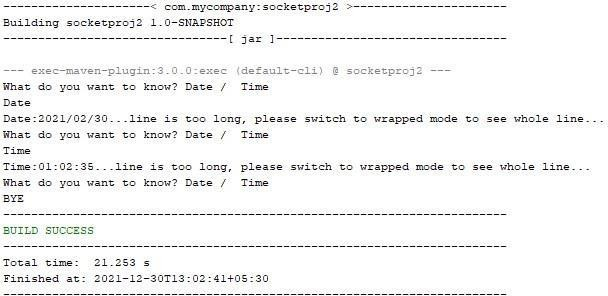 ---------------------< com.mycompany:socketproj2 >----------------------
Building socketproj2 1.0-SNAPSHOT
--------------------------------[ jar ]---------------------------------
--- exec-maven-plugin:3.0.0:exec (default-cli) @ socketproj2 ---
What do you want to know? Date /  Time
Date
Date:2021/02/30...line is too long, please switch to wrapped mode to see whole line...
What do you want to know? Date /  Time
Time
Time:01:02:35...line is too long, please switch to wrapped mode to see whole line...
What do you want to know? Date /  Time
BYE
------------------------------------------------------------------------
BUILD SUCCESS
------------------------------------------------------------------------
Total time:  21.253 s
Finished at: 2021-12-30T13:02:41+05:30
------------------------------------------------------------------------